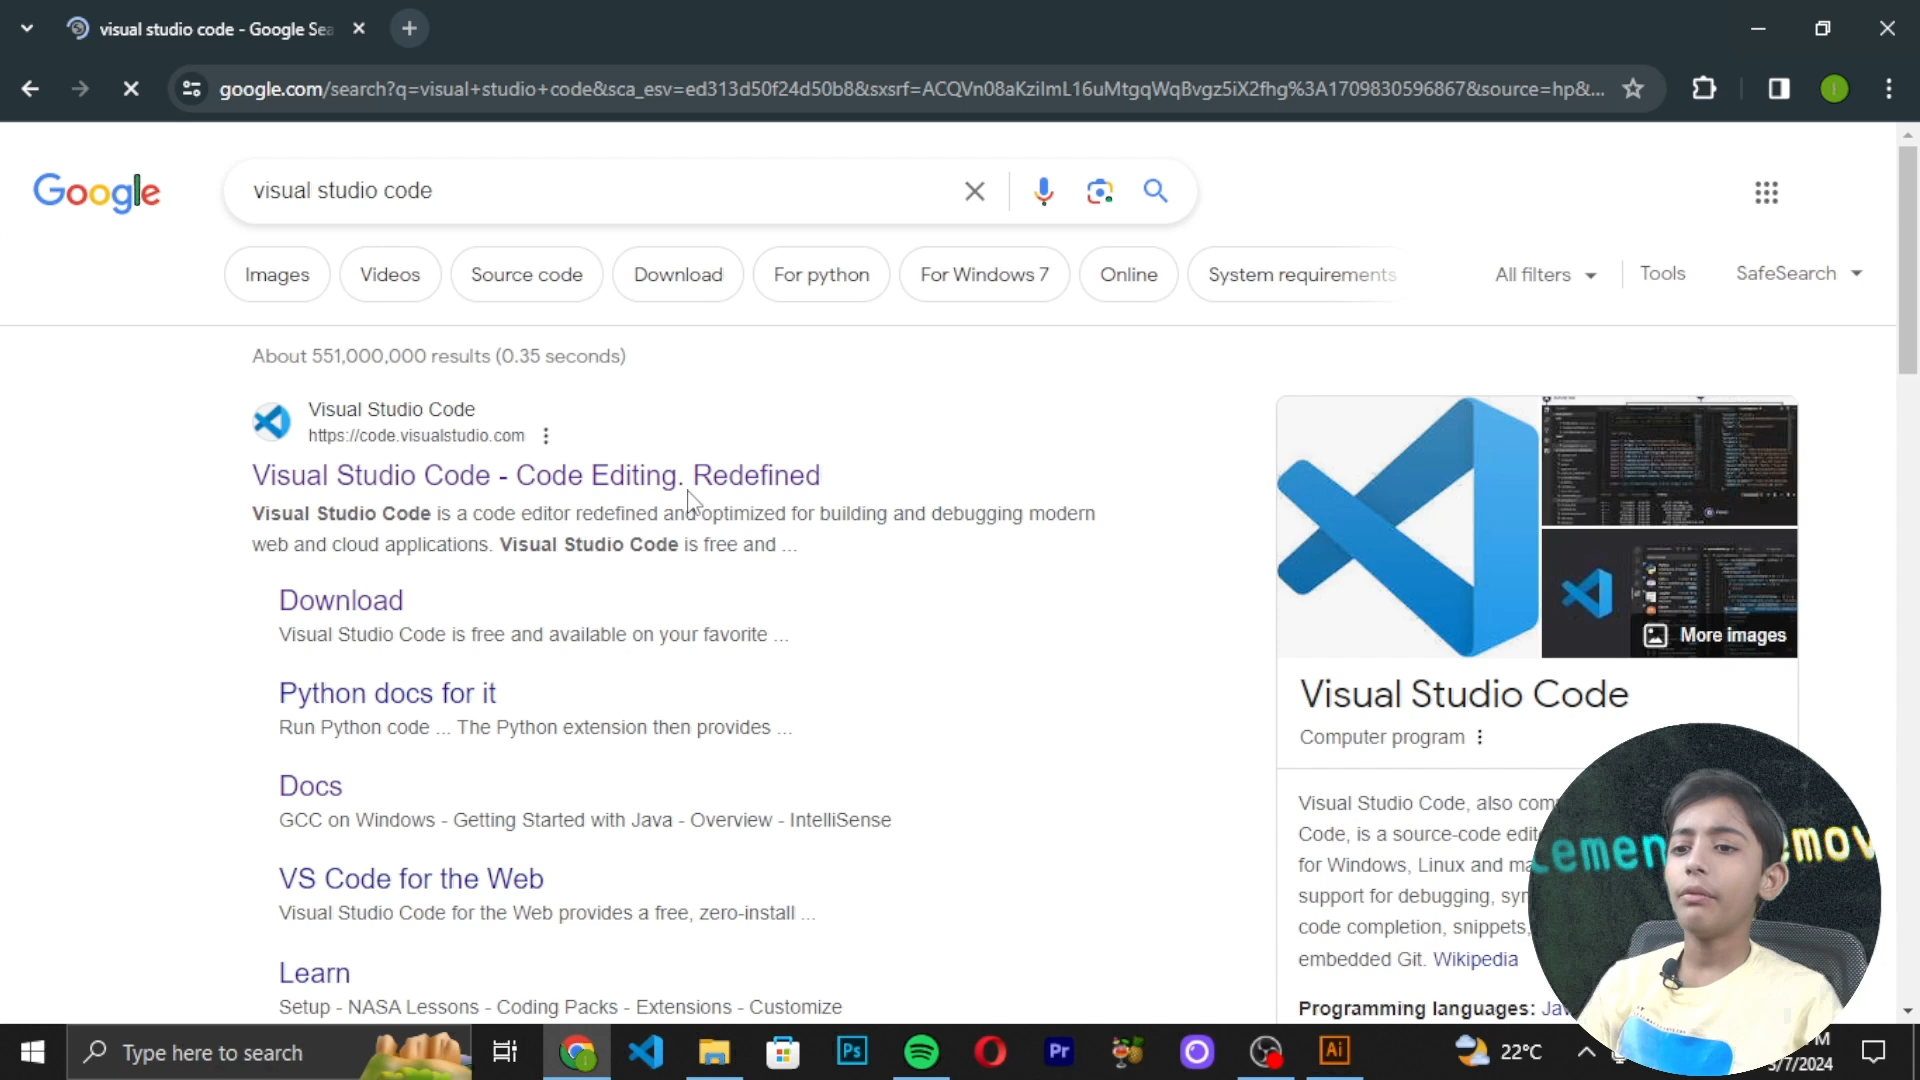 visual studio code - Google Sea
google.com/search?q=visual+studio+code&sca_esv=ed313d50f24d50b8&sxsrf=ACQVn08aKziImL16uMtgqWqBvgz5iX2fhg%3A1709830596867&source=hp&...
Google
visual studio code
Images
Videos
Source code
Download
For python
For Windows 7
Online
System requirements
All filters
Tools
SafeSearch
About 551,000,000 results (0.35 seconds)
Visual Studio Code
https://code.visualstudio.com
Visual Studio Code - Code Editing. Redefined
Visual Studio Code is a code editor redefined and optimized for building and debugging modern
web and cloud applications. Visual Studio Code is free and ...
Download
Visual Studio Code is free and available on your favorite ...
Python docs for it
Run Python code ... The Python extension then provides ...
Docs
GCC on Windows - Getting Started with Java - Overview - IntelliSense
VS Code for the Web
Visual Studio Code for the Web provides a free, zero-install ...
Learn
Setup - NASA Lessons - Coding Packs - Extensions - Customize
More images
Visual Studio Code
Computer program
Visual Studio Code, also com
Code, is a source-code edit
for Windows, Linux and ma
support for debugging, syn
code completion, snippets,
embedded Git. Wikipedia
Programming languages: Jav
lemen emov
Type here to search
Ps
Pr
Ai
22°C
M
3/7/2024